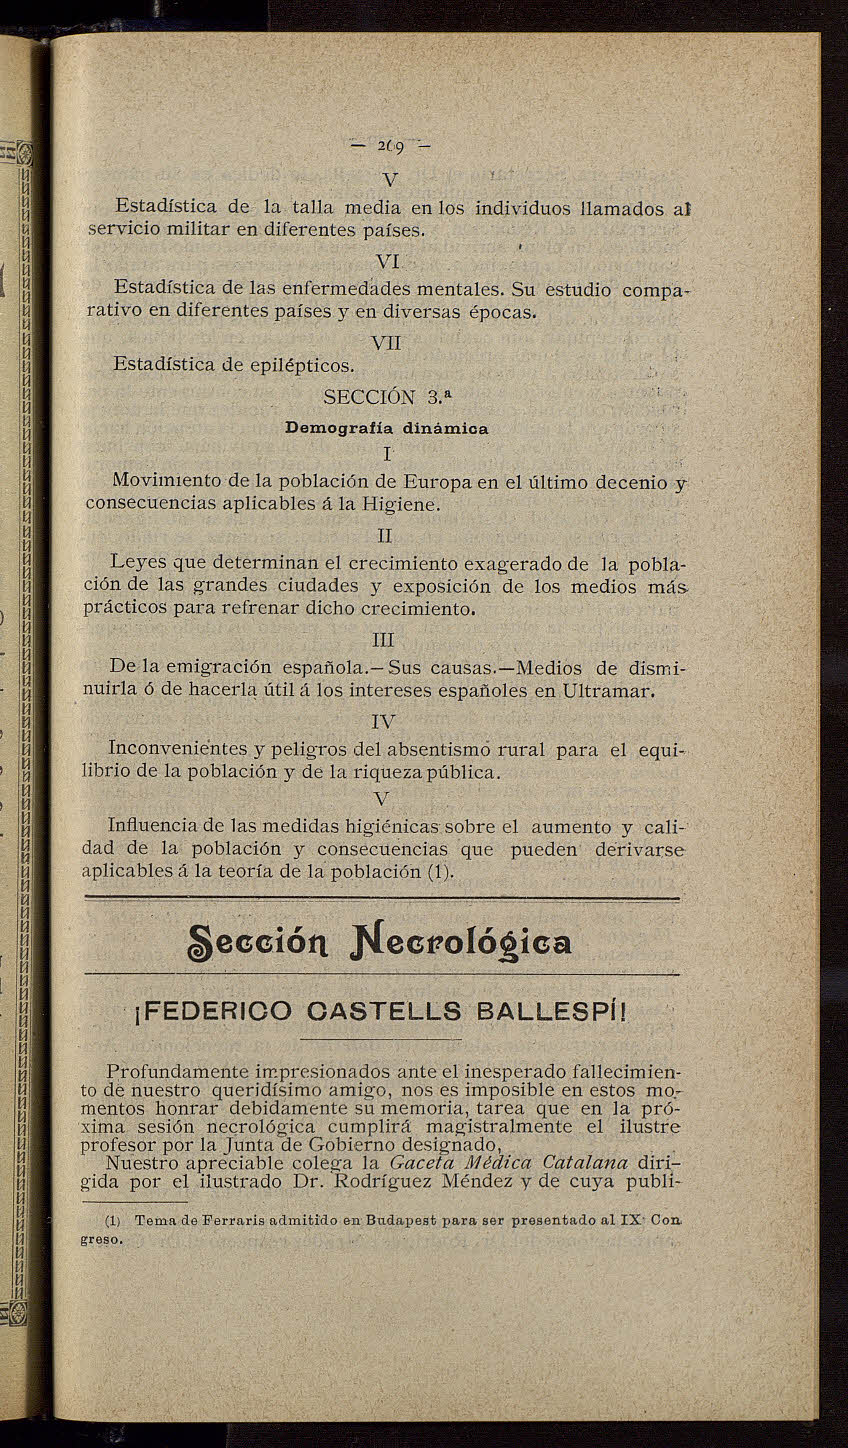 — 269 —
V
Estadística de la talla media en los individuos llamados al
servicio militar en diferentes países.
VI
Estadística de las enfermedades mentales. Su estudio compa-
rativo en diferentes países y en diversas épocas.
VII
Estadística de epilépticos.
SECCIÓN 3.ª
Demografía dinámica
I
Movimiento de la población de Europa en el último decenio y
consecuencias aplicables á la Higiene.
II
Leyes que determinan el crecimiento exagerado de la pobla-
ción de las grandes ciudades y exposición de los medios más
prácticos para refrenar dicho crecimiento.
III
De la emigración española.—Sus causas.—Medios de dismi-
nuirla ó de hacerla útil á los intereses españoles en Ultramar.
IV
Inconvenientes y peligros del absentismo rural para el equi-
librio de la población y de la riqueza pública.
V
Influencia de las medidas higiénicas sobre el aumento y cali-
dad de la población y consecuencias que pueden derivarse
aplicables á la teoría de la población (1).
Sección Necrológica
¡FEDERICO CASTELLS BALLESPÍ!
Profundamente impresionados ante el inesperado fallecimien-
to de nuestro queridísimo amigo, nos es imposible en estos mo-
mentos honrar debidamente su memoria, tarea que en la pró-
xima sesión necrológica cumplirá magistralmente el ilustre
profesor por la Junta de Gobierno designado,
Nuestro apreciable colega la Gaceta Médica Catalana diri-
gida por el ilustrado Dr. Rodríguez Méndez y de cuya publi-
(1) Tema de Ferraris admitido en Budapest para ser presentado al IX Con
greso.